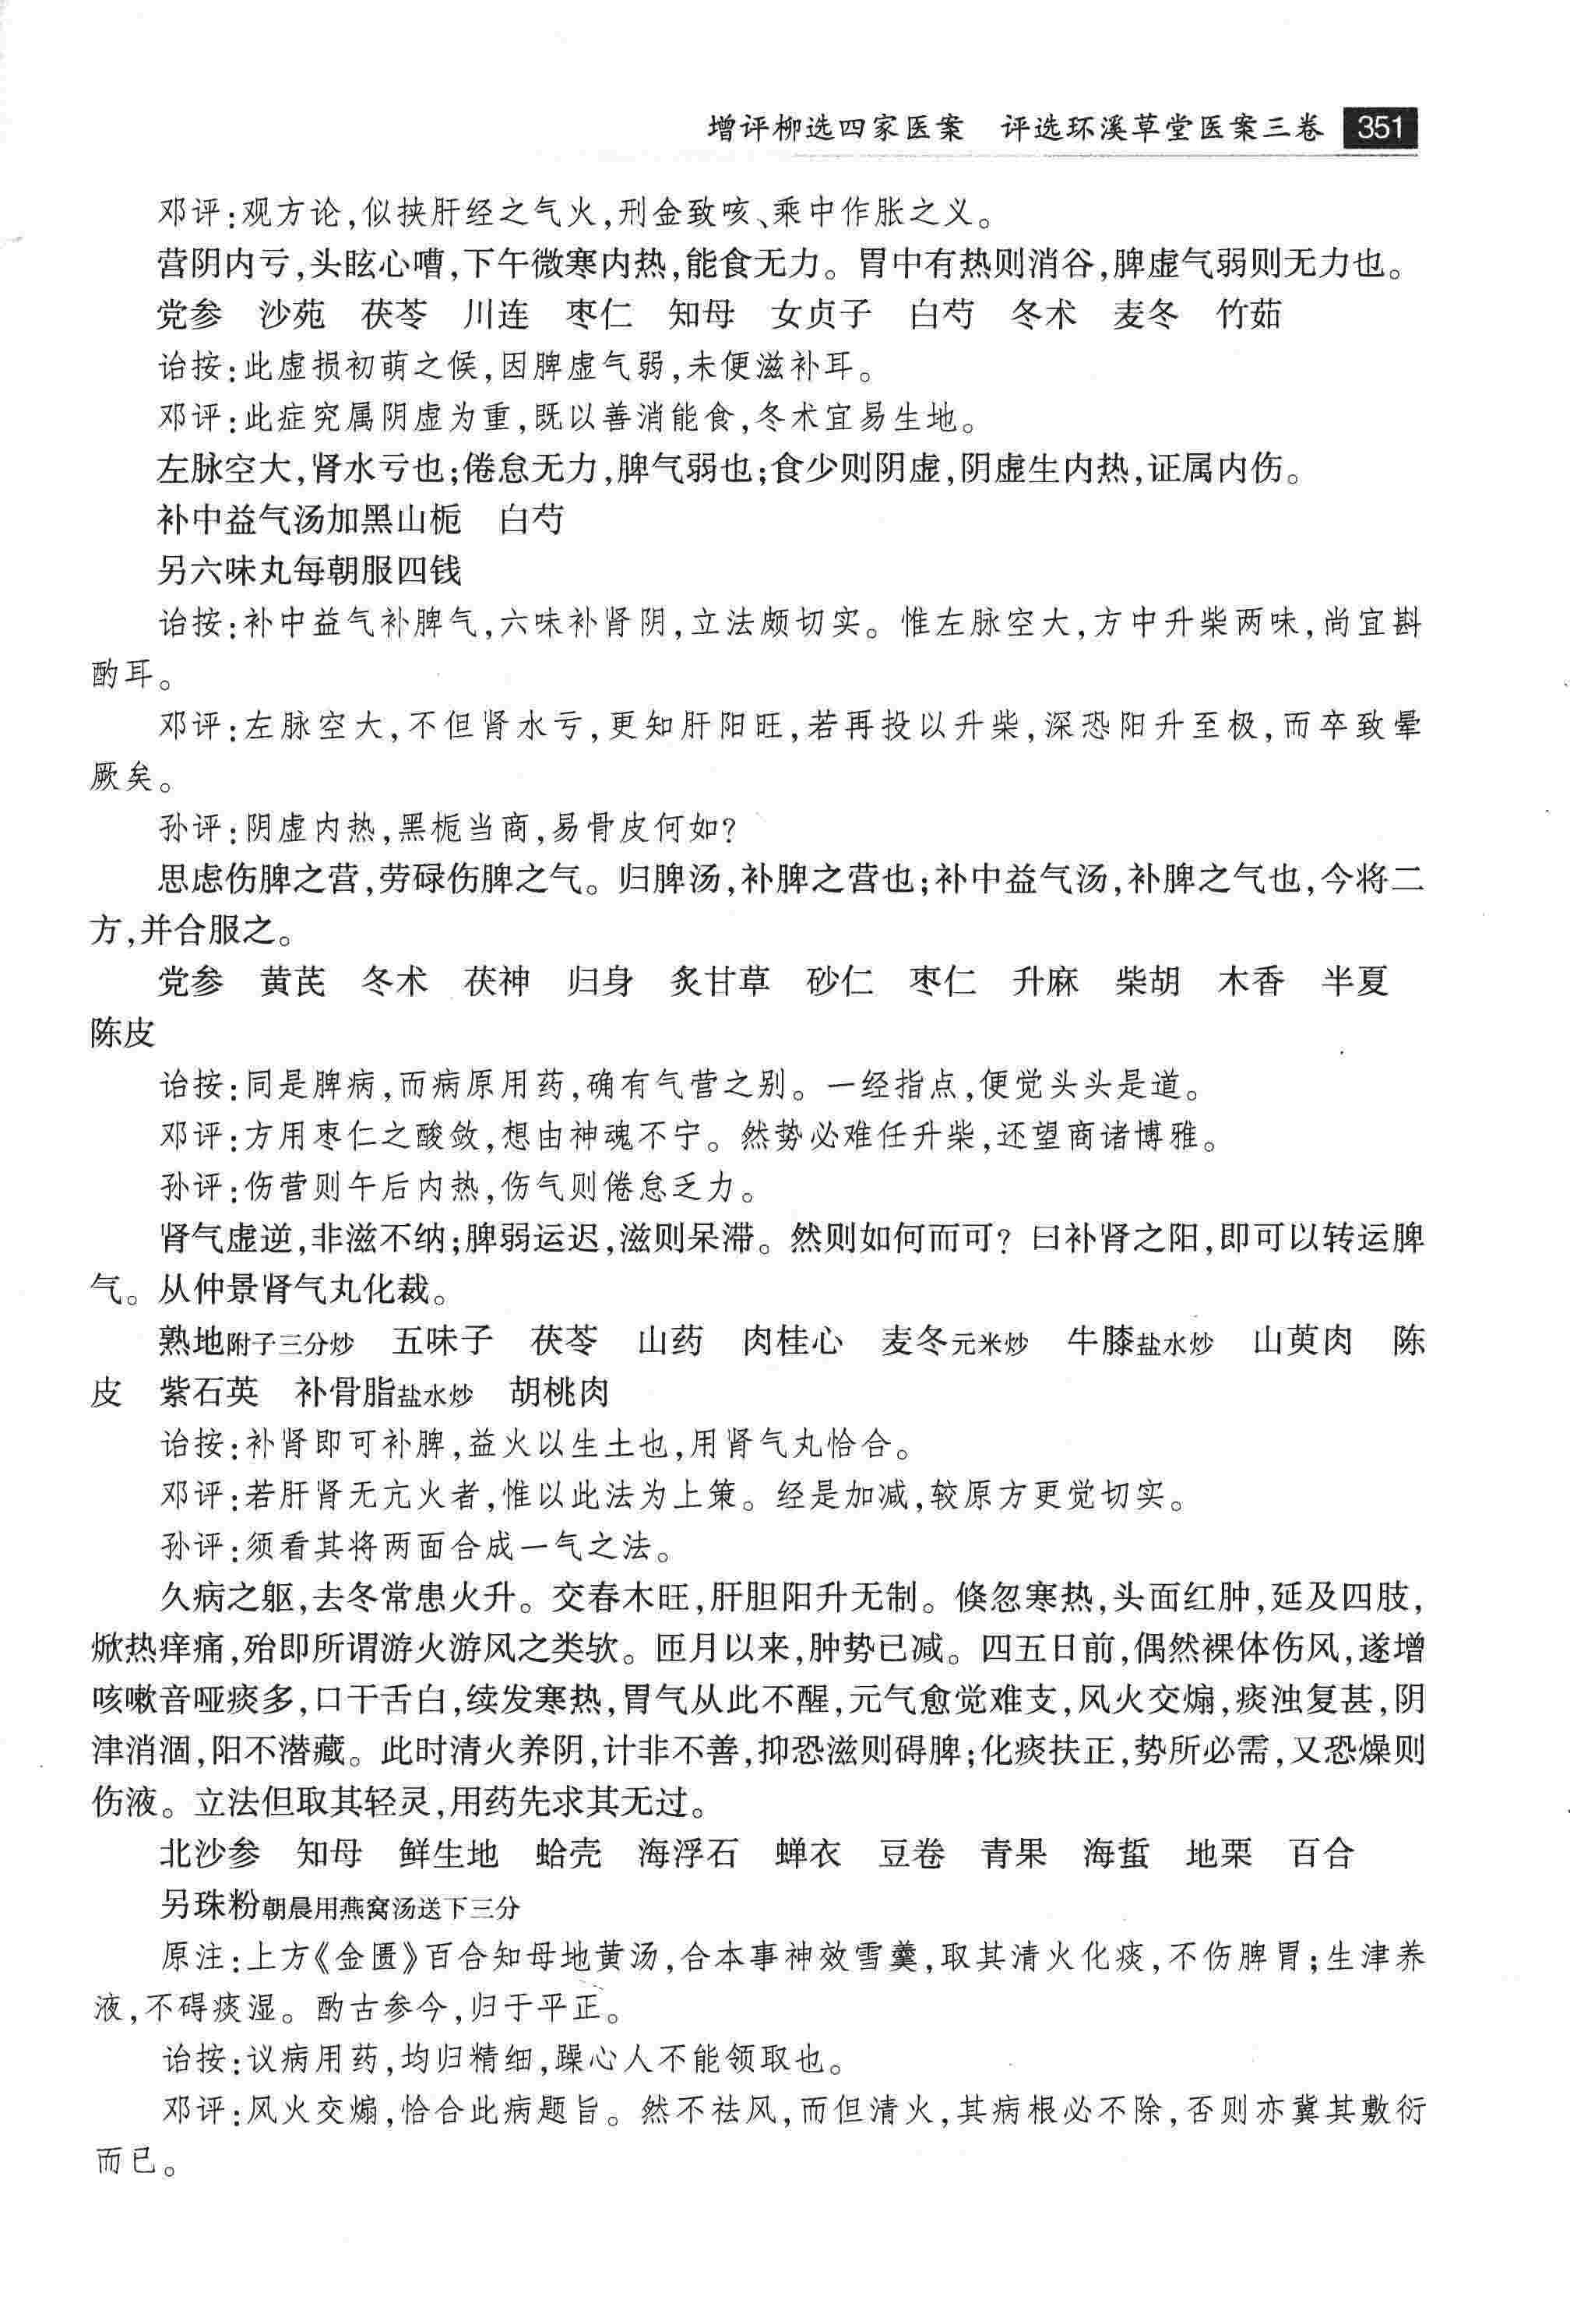 增评柳选四家医案　评选环溪草堂医案三卷 351
邓评:观方论,似挟肝经之气火,刑金致咳、乘中作胀之义。
营阴内亏,头眩心嘈,下午微寒内热,能食无力。胃中有热则消谷,脾虚气弱则无力也。
党参　沙苑　茯苓　川连　枣仁　知母　女贞子　白芍　冬术　麦冬　竹茹
诒按:此虚损初萌之候,因脾虚气弱,未便滋补耳。
邓评:此症究属阴虚为重,既以善消能食,冬术宜易生地。
左脉空大,肾水亏也;倦怠无力,脾气弱也;食少则阴虚,阴虚生内热,证属内伤。
补中益气汤加黑山栀　白芍
另六味丸每朝服四钱
诒按:补中益气补脾气,六味补肾阴,立法颇切实。惟左脉空大,方中升柴两味,尚宜斟
酌耳。
邓评:左脉空大,不但肾水亏,更知肝阳旺,若再投以升柴,深恐阳升至极,而卒致晕
厥矣。
孙评:阴虚内热,黑栀当商,易骨皮何如?
思虑伤脾之营,劳碌伤脾之气。归脾汤,补脾之营也;补中益气汤,补脾之气也,今将二
方,并合服之。
党参　黄芪　冬术　茯神　归身　炙甘草　砂仁　枣仁　升麻　柴胡　木香　半夏
陈皮
诒按:同是脾病,而病原用药,确有气营之别。一经指点,便觉头头是道。
邓评:方用枣仁之酸敛,想由神魂不宁。然势必难任升柴,还望商诸博雅。
孙评:伤营则午后内热,伤气则倦怠乏力。
肾气虚逆,非滋不纳;脾弱运迟,滋则呆滞。然则如何而可? 曰补肾之阳,即可以转运脾
气。从仲景肾气丸化裁。
熟地附子三分炒　五味子　茯苓　山药　肉桂心　麦冬元米炒　牛膝盐水炒　山萸肉　陈
皮　紫石英　补骨脂盐水炒　胡桃肉
诒按:补肾即可补脾,益火以生土也,用肾气丸恰合。
邓评:若肝肾无亢火者,惟以此法为上策。经是加减,较原方更觉切实。
孙评:须看其将两面合成一气之法。
久病之躯,去冬常患火升。交春木旺,肝胆阳升无制。倏忽寒热,头面红肿,延及四肢,
焮热痒痛,殆即所谓游火游风之类欤。匝月以来,肿势已减。四五日前,偶然裸体伤风,遂增
咳嗽音哑痰多,口干舌白,续发寒热,胃气从此不醒,元气愈觉难支,风火交煽,痰浊复甚,阴
津消涸,阳不潜藏。此时清火养阴,计非不善,抑恐滋则碍脾;化痰扶正,势所必需,又恐燥则
伤液。立法但取其轻灵,用药先求其无过。
北沙参　知母　鲜生地　蛤壳　海浮石　蝉衣　豆卷　青果　海蜇　地栗　百合
另珠粉朝晨用燕窝汤送下三分
原注:上方《金匮》百合知母地黄汤,合本事神效雪羹,取其清火化痰,不伤脾胃;生津养
液,不碍痰湿。酌古参今,归于平正。
诒按:议病用药,均归精细,躁心人不能领取也。
邓评:风火交煽,恰合此病题旨。然不祛风,而但清火,其病根必不除,否则亦冀其敷衍
而已。